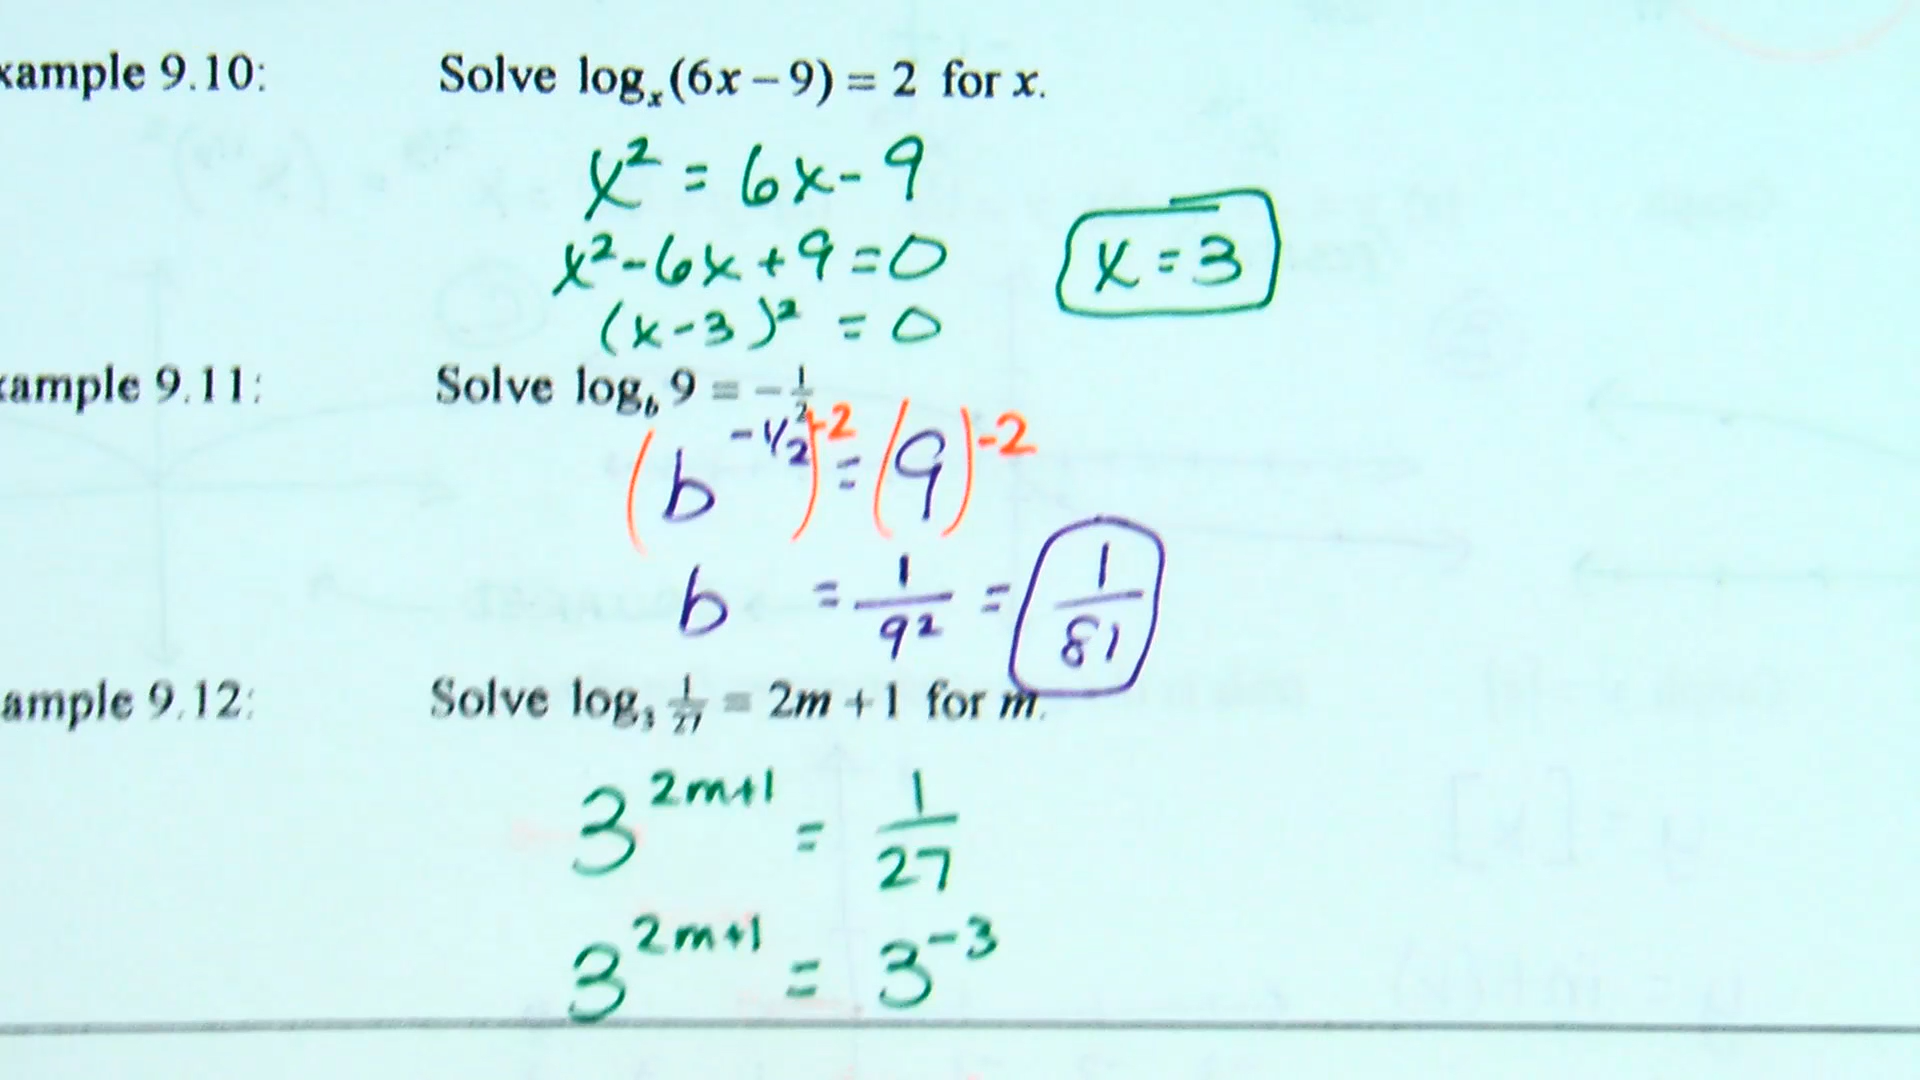 xample 9.10: Solve logₓ(6x – 9) = 2 for x.
x² = 6x - 9
x² - 6x + 9 = 0 x = 3
(x - 3)² = 0
xample 9.11: Solve log_b 9 = -1/2
(b^(-1/2))^-2 = (9)^-2
b = 1/9² = 1/81
ample 9.12: Solve log₃ 1/27 = 2m + 1 for m.
3^(2m+1) = 1/27
3^(2m+1) = 3^-3